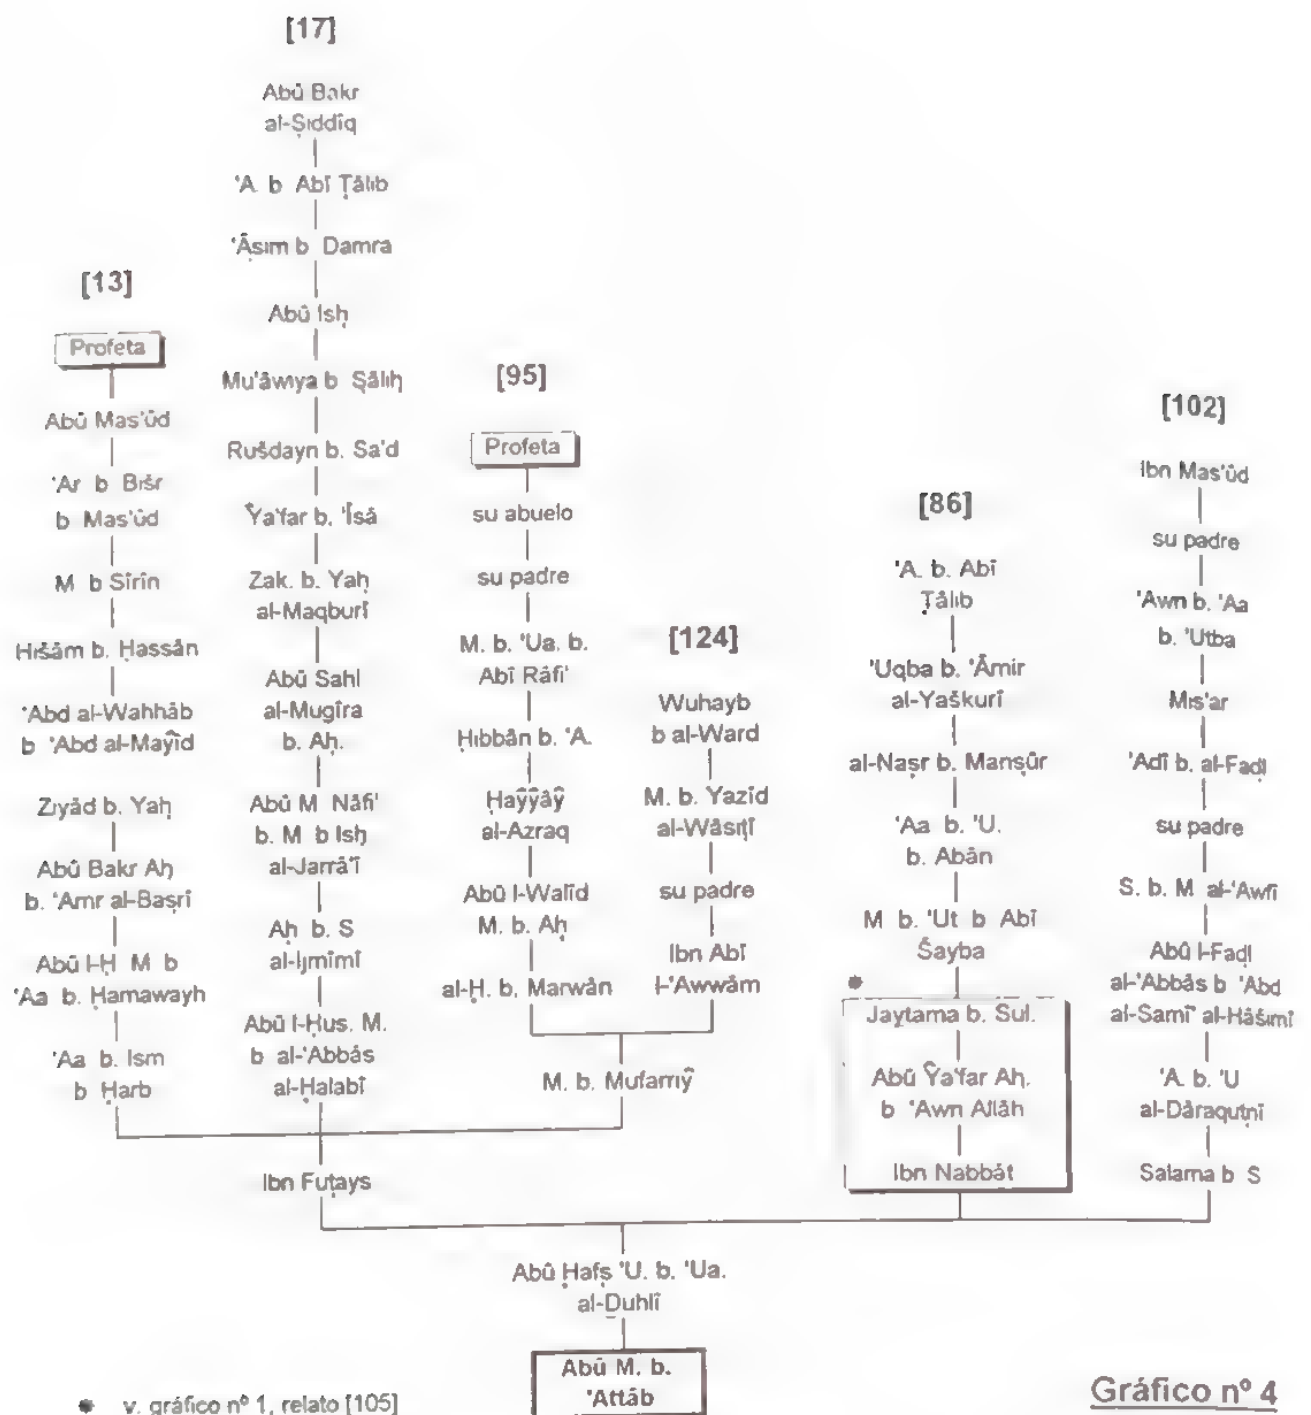 [13]
Profeta
Abû Mas'ûd
'Ar b Bišr
b Mas'ûd
M b Sîrîn
Hišâm b. Ḥassân
'Abd al-Wahhâb
b 'Abd al-Maŷîd
Ziyâd b. Yaḥ
Abû Bakr Aḥ
b. 'Amr al-Baṣrî
Abû l-Ḥ M b
'Aa b. Ḥamawayh
'Aa b. Ism
b Ḥarb
[17]
Abû Bakr
al-Ṣiddîq
'A. b Abî Ṭâlib
'Âṣim b Damra
Abû Isḥ
Mu'âwiya b Ṣâliḥ
Rušdayn b. Sa'd
Ŷa'far b. 'Îsâ
Zak. b. Yaḥ
al-Maqburî
Abû Sahl
al-Mugîra
b. Aḥ.
Abû M Nâfi'
b. M b Isḥ
al-Jarrâ'î
Aḥ b. S
Abû l-Ḥus. M.
b al-'Abbâs
al-Ḥalabî
[95]
Profeta
su abuelo
su padre
M. b. 'Ua. b.
Abî Râfi'
Ḥibbân b. 'A.
Ḥaŷŷâŷ
al-Azraq
Abû l-Walîd
M. b. Aḥ
al-Ḥ. b. Marwân
[124]
Wuhayb
b al-Ward
M. b. Yazîd
al-Wâsiṭî
su padre
Ibn Abî
l-'Awwâm
M. b. Mufarriŷ
Ibn Fuṭays
[86]
'A. b. Abî
Ṭâlib
'Uqba b. 'Âmir
al-Yaškurî
al-Naṣr b. Manṣûr
'Aa b. 'U.
b. Abân
M b. 'Ut b Abî
Šayba
*
Jayṯama b. Sul.
Abû Ŷa'far Aḥ.
b 'Awn Allâh
Ibn Nabbât
[102]
Ibn Mas'ûd
su padre
'Awn b. 'Aa
b. 'Utba
Mis'ar
'Adî b. al-Faḍl
su padre
S. b. M al-'Awfî
Abû l-Faḍl
al-'Abbâs b 'Abd
al-Samî' al-Hâšimî
'A. b. 'U
al-Dâraquṭnî
Salama b S
Abû Ḥafṣ 'U. b. 'Ua.
al-Ḏuhlî
Abû M. b.
'Attâb
* v. gráfico nº 1, relato [105]
Gráfico nº 4